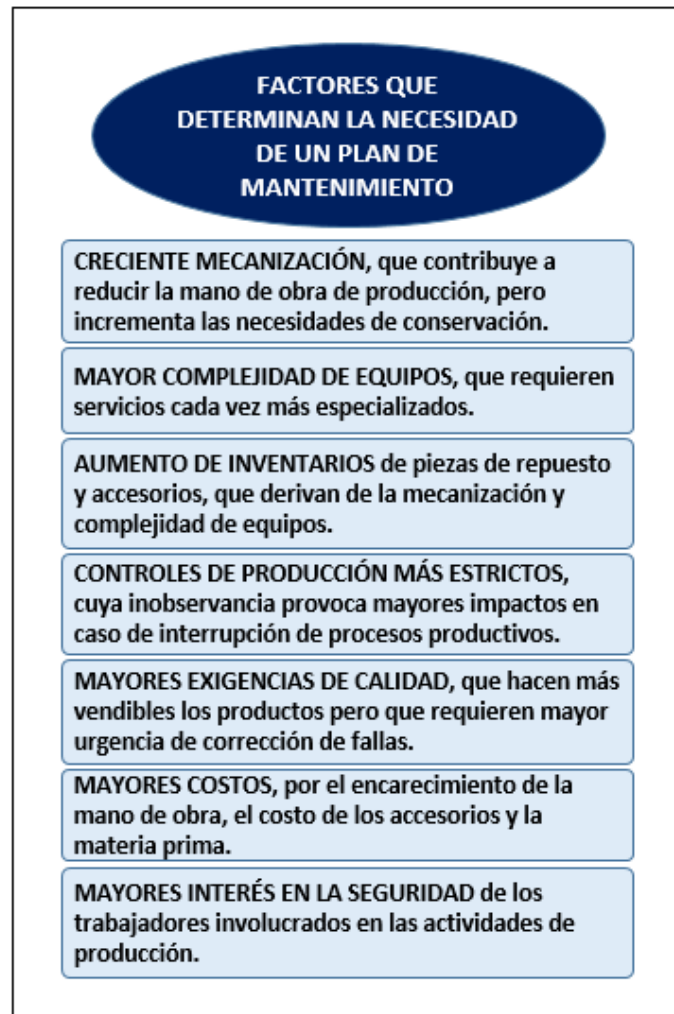 FACTORES QUE
DETERMINAN LA NECESIDAD
DE UN PLAN DE
MANTENIMIENTO
CRECIENTE MECANIZACIÓN, que contribuye a
reducir la mano de obra de producción, pero
incrementa las necesidades de conservación.
MAYOR COMPLEJIDAD DE EQUIPOS, que requieren
servicios cada vez más especializados.
AUMENTO DE INVENTARIOS de piezas de repuesto
y accesorios, que derivan de la mecanización y
complejidad de equipos.
CONTROLES DE PRODUCCIÓN MÁS ESTRICTOS,
cuya inobservancia provoca mayores impactos en
caso de interrupción de procesos productivos.
MAYORES EXIGENCIAS DE CALIDAD, que hacen más
vendibles los productos pero que requieren mayor
urgencia de corrección de fallas.
MAYORES COSTOS, por el encarecimiento de la
mano de obra, el costo de los accesorios y la
materia prima.
MAYORES INTERÉS EN LA SEGURIDAD de los
trabajadores involucrados en las actividades de
producción.